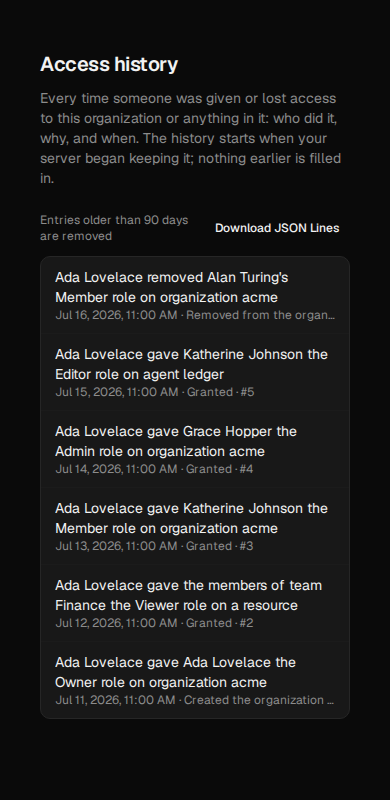 Access history
Every time someone was given or lost access
to this organization or anything in it: who did it,
why, and when. The history starts when your
server began keeping it; nothing earlier is filled
in.
Entries older than 90 days
are removed
Download JSON Lines
Ada Lovelace removed Alan Turing's
Member role on organization acme
Jul 16, 2026, 11:00 AM · Removed from the organ…
Ada Lovelace gave Katherine Johnson the
Editor role on agent ledger
Jul 15, 2026, 11:00 AM · Granted · #5
Ada Lovelace gave Grace Hopper the
Admin role on organization acme
Jul 14, 2026, 11:00 AM · Granted · #4
Ada Lovelace gave Katherine Johnson the
Member role on organization acme
Jul 13, 2026, 11:00 AM · Granted · #3
Ada Lovelace gave the members of team
Finance the Viewer role on a resource
Jul 12, 2026, 11:00 AM · Granted · #2
Ada Lovelace gave Ada Lovelace the
Owner role on organization acme
Jul 11, 2026, 11:00 AM · Created the organization …